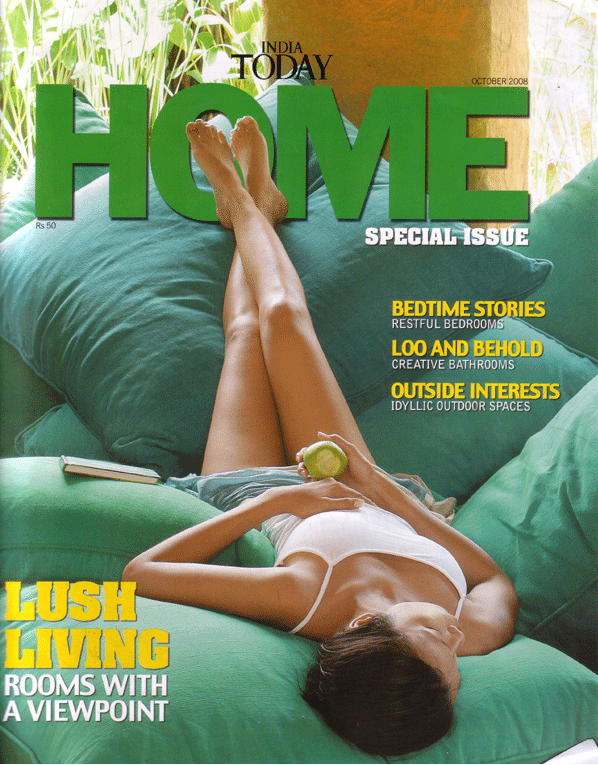 INDIA
TODAY
OCTOBER 2008
HOME
Rs 50
SPECIAL ISSUE
BEDTIME STORIES
RESTFUL BEDROOMS
LOO AND BEHOLD
CREATIVE BATHROOMS
OUTSIDE INTERESTS
IDYLLIC OUTDOOR SPACES
LUSH
LIVING
ROOMS WITH
A VIEWPOINT